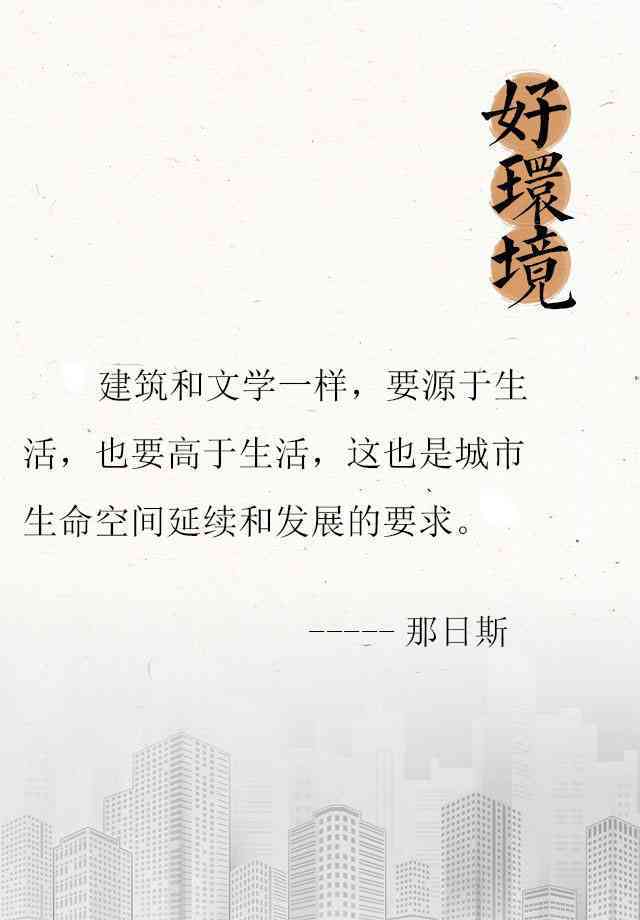 好環境
建筑和文学一样，要源于生
活，也要高于生活，这也是城市
生命空间延续和发展的要求。
----- 那日斯